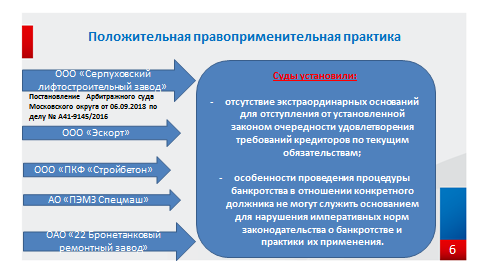 Положительная правоприменительная практика
ООО «Серпуховский
лифтостроительный завод»
Постановление Арбитражного суда
Московского округа от 06.09.2018 по
делу № А41-9145/2016
ООО «Эскорт»
ООО «ПКФ «Стройбетон»
АО «ПЭМЗ Спецмаш»
ОАО «22 Бронетанковый
ремонтный завод»
Суды установили:
- отсутствие экстраординарных оснований
для отступления от установленной
законом очередности удовлетворения
требований кредиторов по текущим
обязательствам;
- особенности проведения процедуры
банкротства в отношении конкретного
должника не могут служить основанием
для нарушения императивных норм
законодательства о банкротстве и
практики их применения.
6